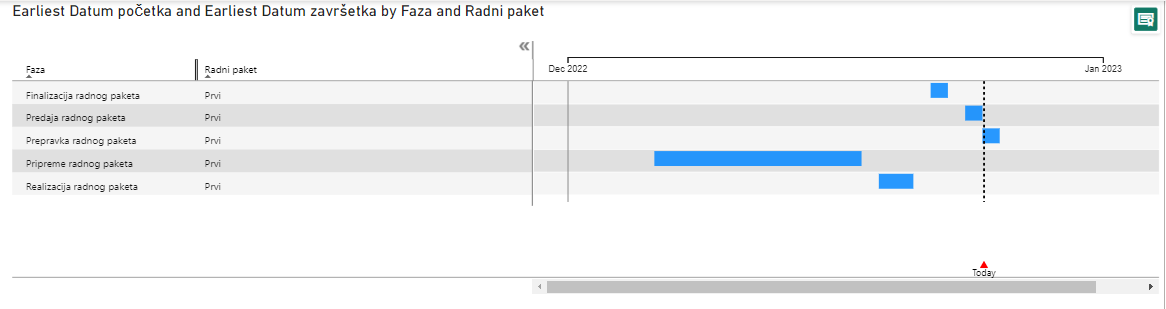 Earliest Datum početka and Earliest Datum završetka by Faza and Radni paket
«
Faza Radni paket Dec 2022 Jan 2023
Finalizacija radnog paketa Prvi
Predaja radnog paketa Prvi
Prepravka radnog paketa Prvi
Pripreme radnog paketa Prvi
Realizacija radnog paketa Prvi
Today